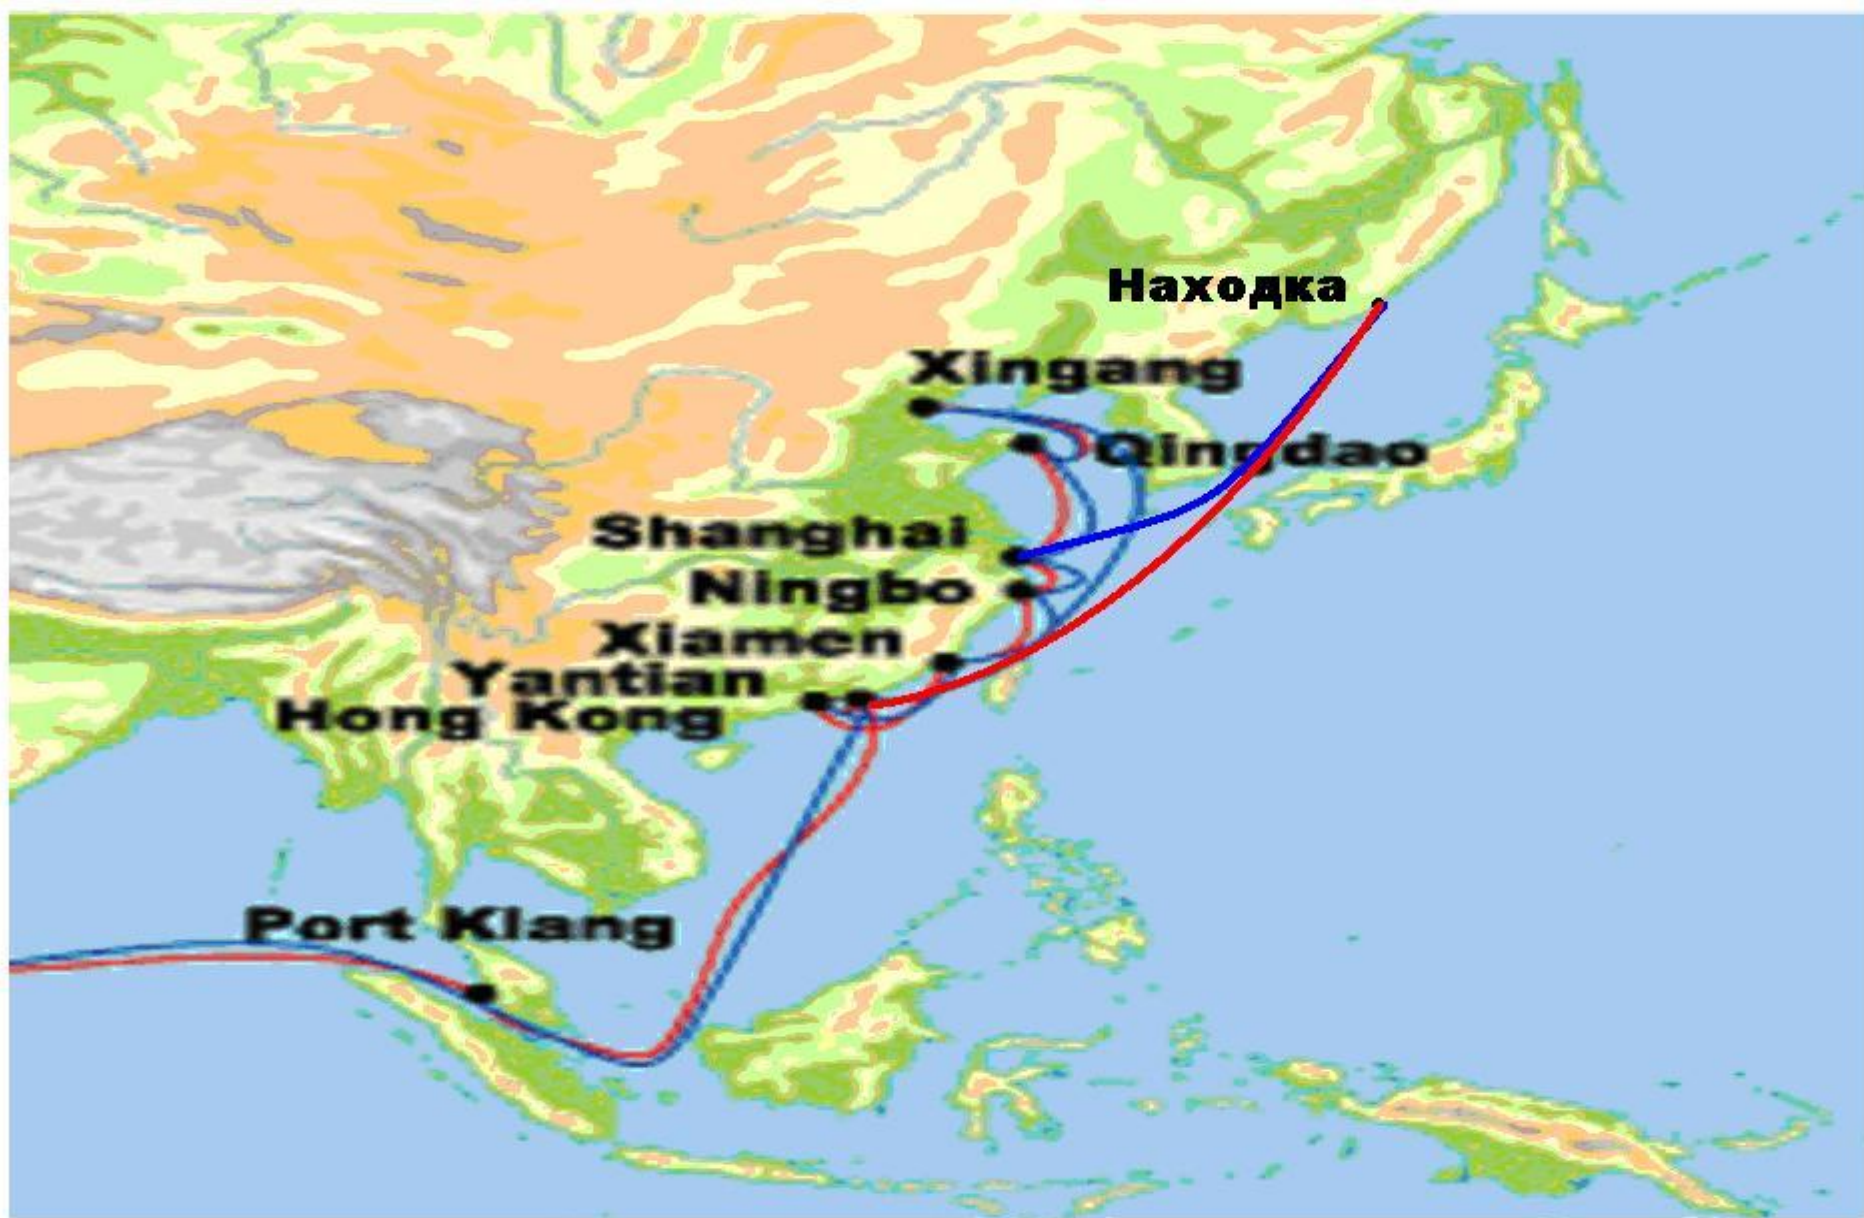 Находка
Xingang
Qingdao
Shanghai
Ningbo
Xiamen
Yantian
Hong Kong
Port Klang